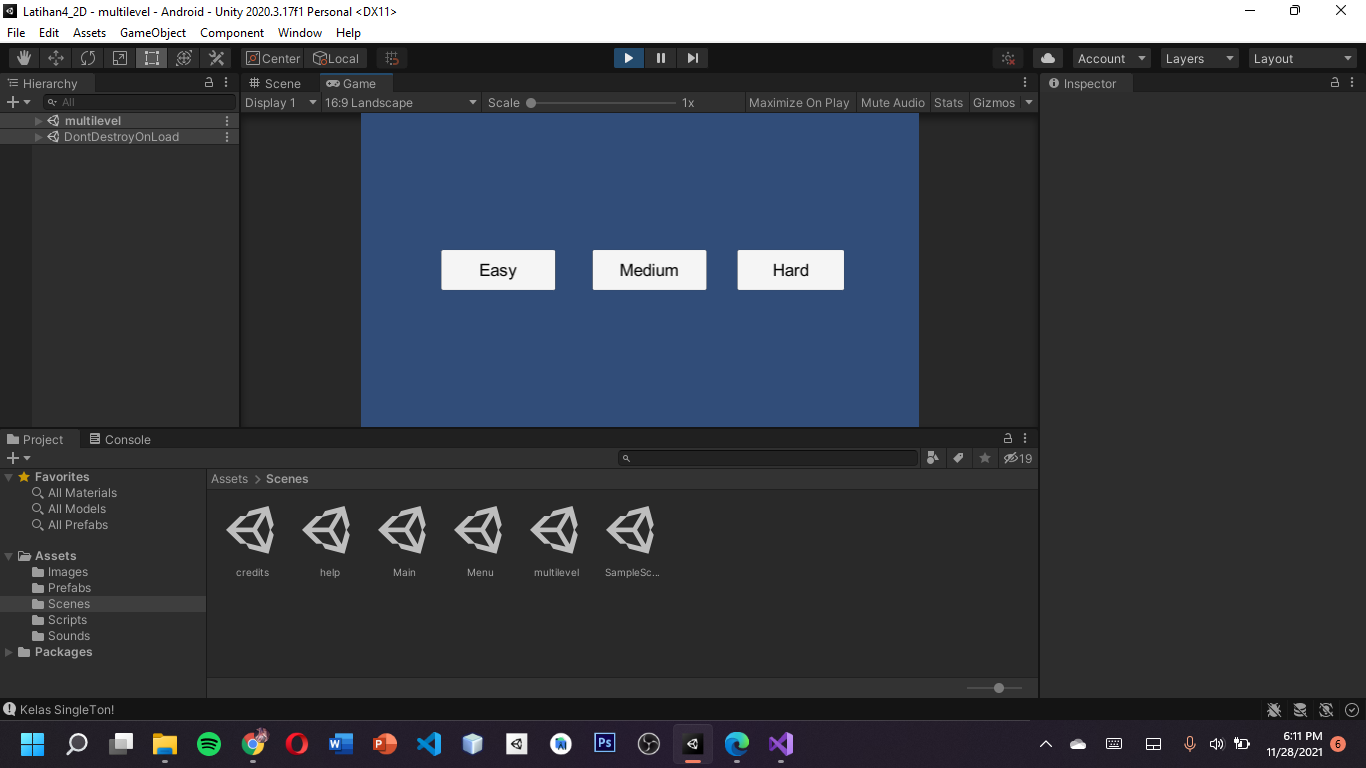 Latihan4_2D - multilevel - Android - Unity 2020.3.17f1 Personal <DX11>
File Edit Assets GameObject Component Window Help
Center Local Account Layers Layout
Hierarchy Scene Game Inspector
All Display 1 16:9 Landscape Scale 1x Maximize On Play Mute Audio Stats Gizmos
multilevel
DontDestroyOnLoad
Easy Medium Hard
Project Console
19
Favorites Assets Scenes
All Materials
All Models
All Prefabs
Assets
Images
credits help Main Menu multilevel SampleSc...
Prefabs
Scenes
Scripts
Sounds
Packages
Kelas SingleTon!
6:11 PM
11/28/2021 6